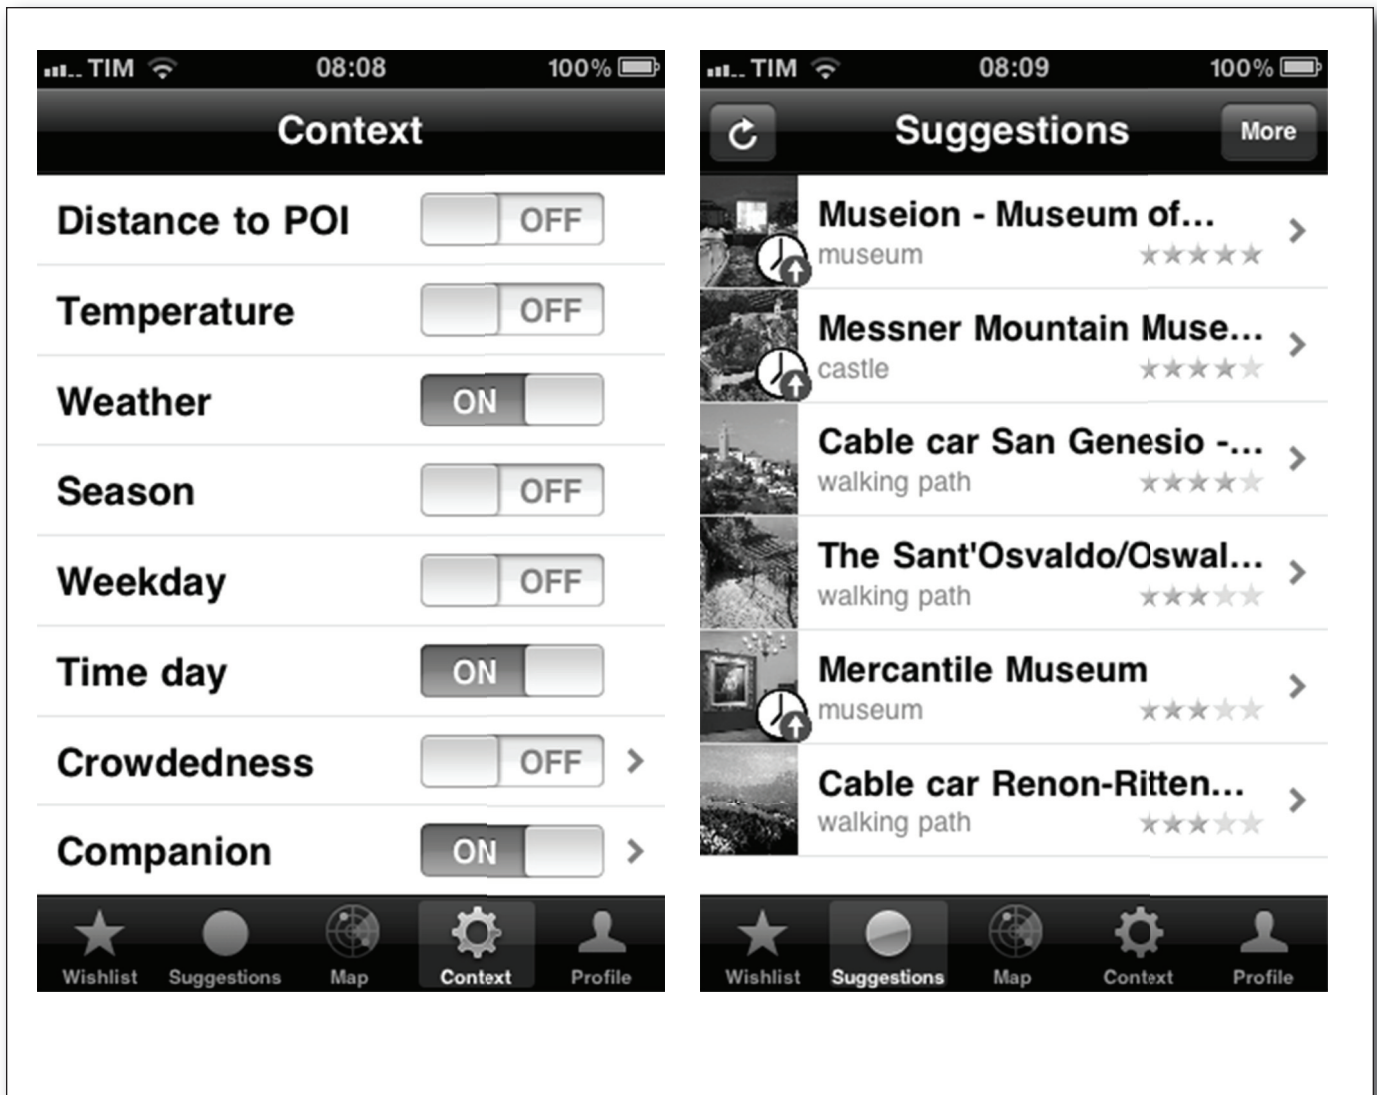 TIM 08:08 100%
Context
Distance to POI OFF
Temperature OFF
Weather ON
Season OFF
Weekday OFF
Time day ON
Crowdedness OFF
Companion ON
Wishlist Suggestions Map Context Profile
TIM 08:09 100%
Suggestions More
Museion - Museum of...
museum
Messner Mountain Muse...
castle
Cable car San Genesio -...
walking path
The Sant'Osvaldo/Oswal...
walking path
Mercantile Museum
museum
Cable car Renon-Ritten...
walking path
Wishlist Suggestions Map Context Profile